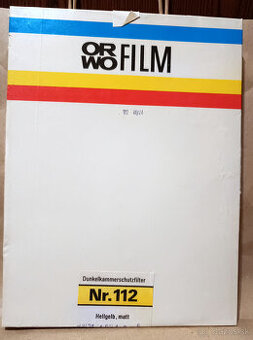 ORWO FILM
Dunkelkammerschutzfilter
Nr. 112
Hellgelb, matt